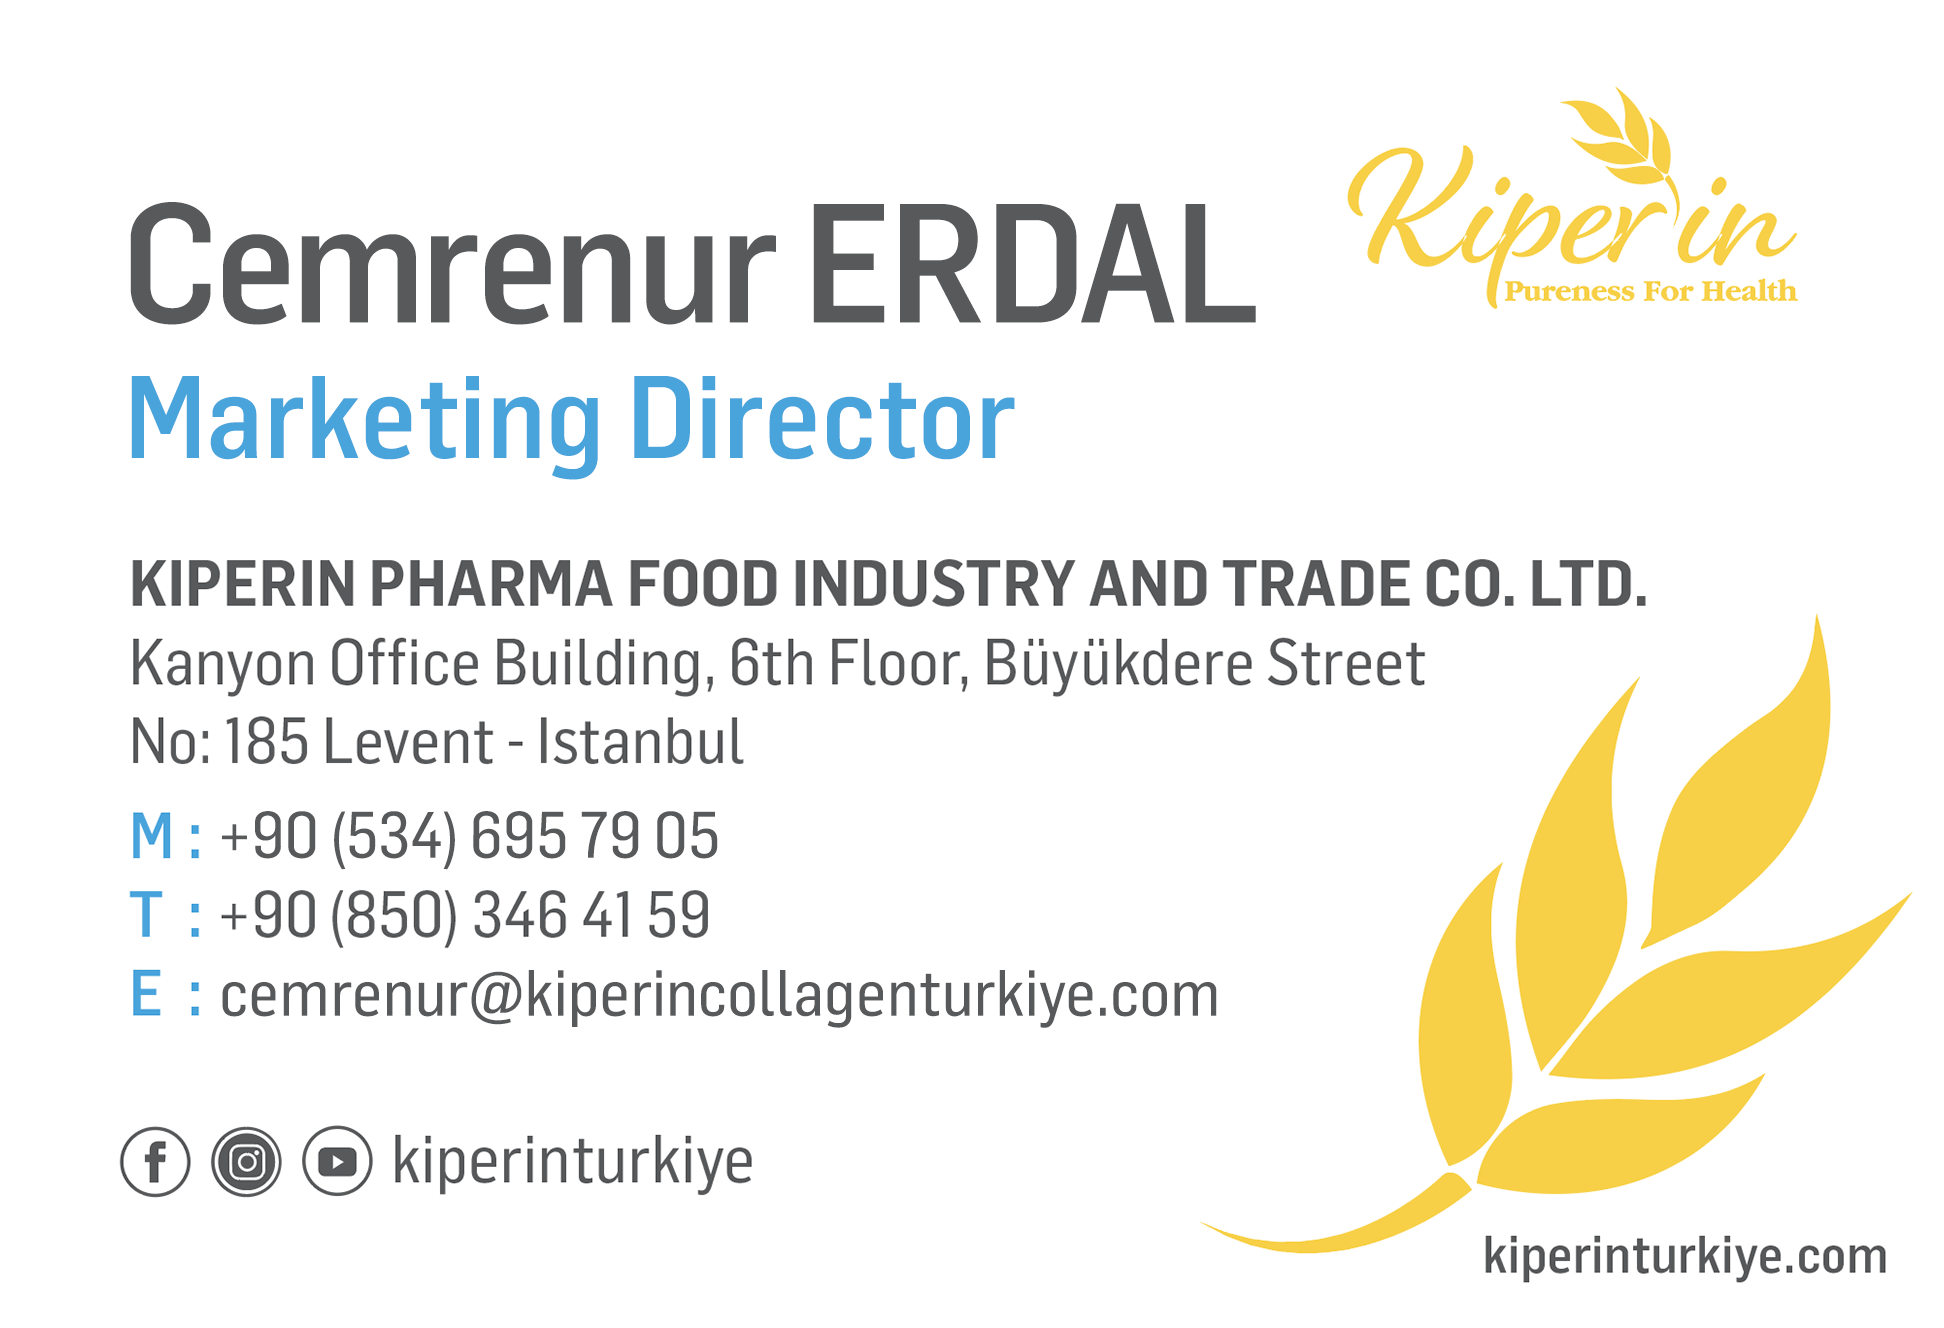 Kiperin
Pureness For Health
Cemrenur ERDAL
Marketing Director
KIPERIN PHARMA FOOD INDUSTRY AND TRADE CO. LTD.
Kanyon Office Building, 6th Floor, Büyükdere Street
No: 185 Levent - Istanbul
M : +90 (534) 695 79 05
T : +90 (850) 346 41 59
E : cemrenur@kiperincollagenturkiye.com
kiperinturkiye
kiperinturkiye.com